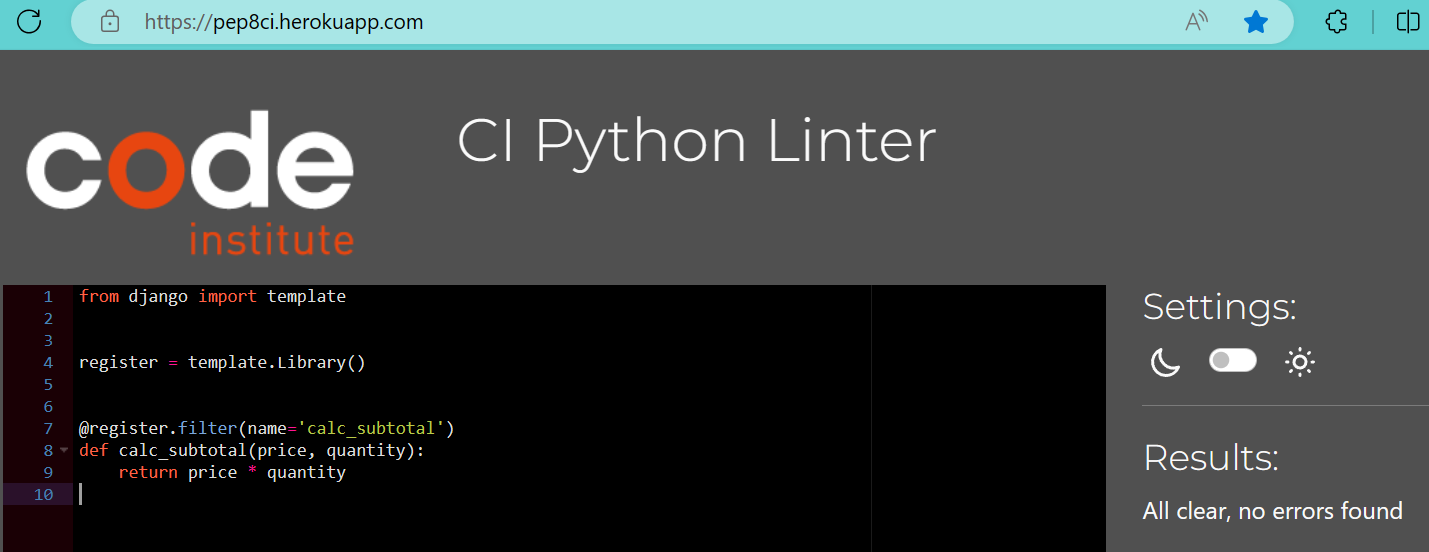 https://pep8ci.herokuapp.com
code
institute
CI Python Linter
1 from django import template
2
3
4 register = template.Library()
5
6
7 @register.filter(name='calc_subtotal')
8 def calc_subtotal(price, quantity):
9     return price * quantity
10
Settings:
Results:
All clear, no errors found